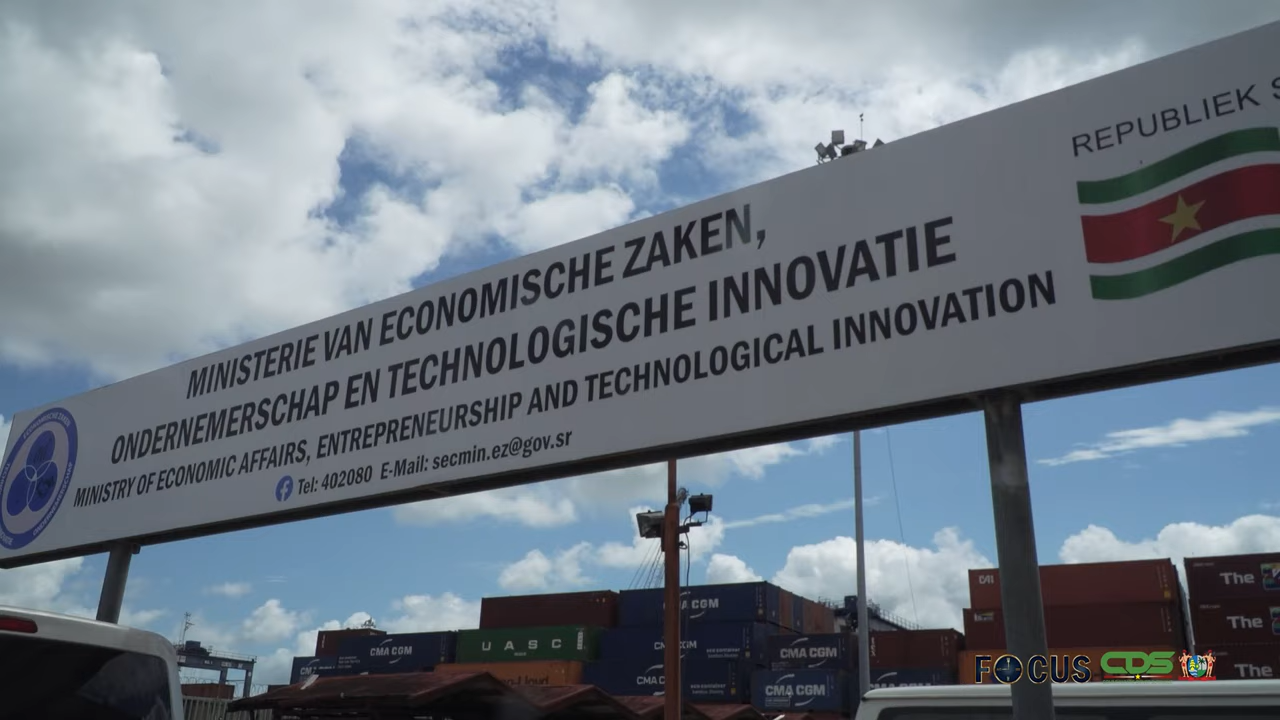 REPUBLIEK
MINISTERIE VAN ECONOMISCHE ZAKEN,
ONDERNEMERSCHAP EN TECHNOLOGISCHE INNOVATIE
MINISTRY OF ECONOMIC AFFAIRS, ENTREPRENEURSHIP AND TECHNOLOGICAL INNOVATION
Tel: 402080 E-Mail: secmin.ez@gov.sr
CMA CGM
UASC
CMA CGM
CMA CGM
CMA CGM
CMA CGM
CAI
The
The
The
FOCUS CDS